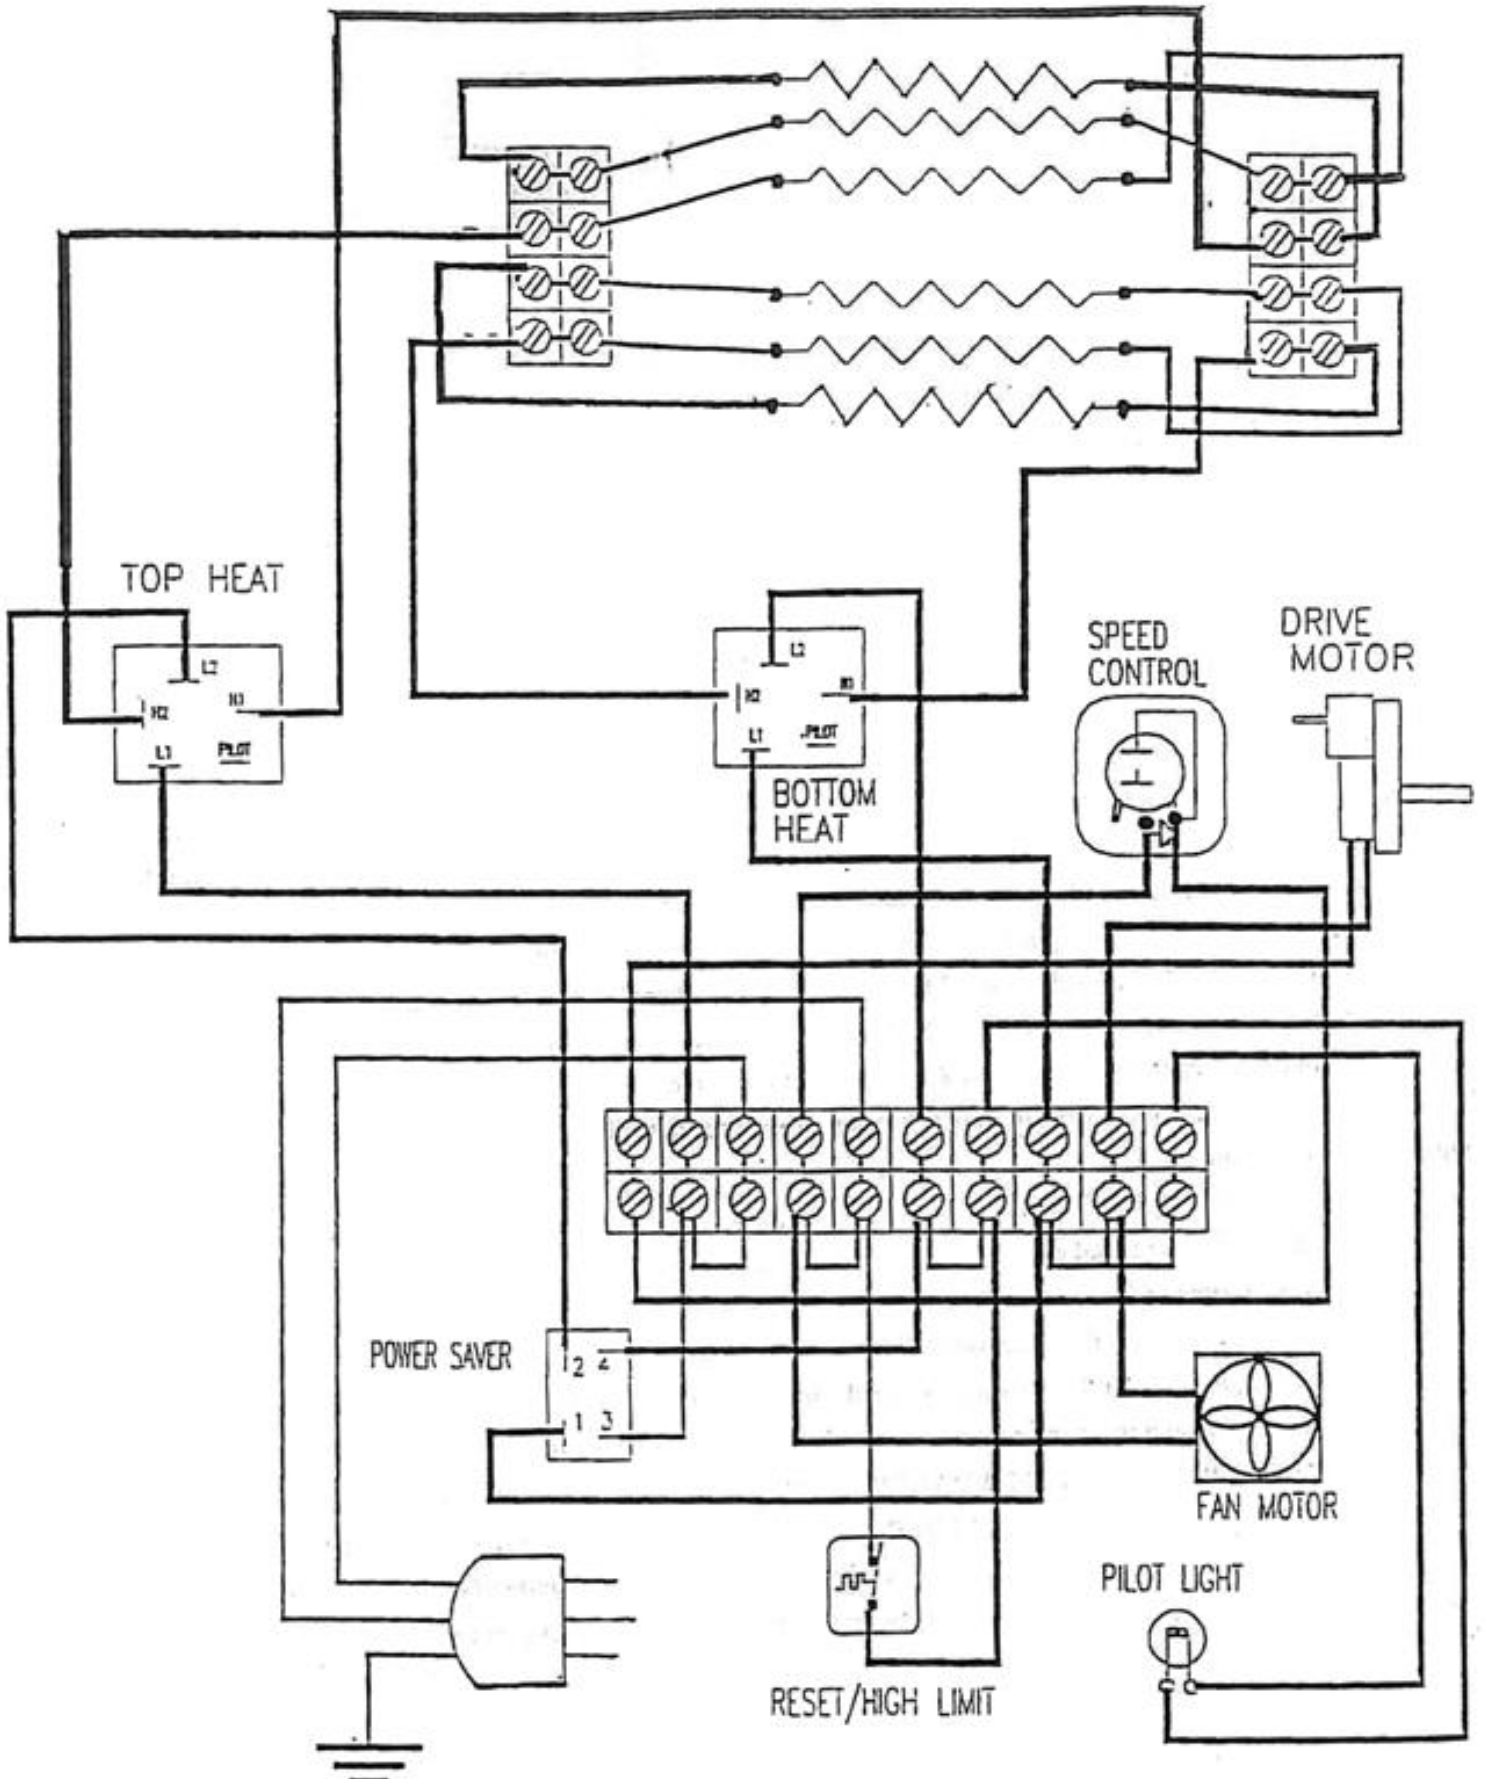 TOP HEAT
L2
H2
H1
L1
PILOT
L2
H2
H1
L1
PILOT
BOTTOM
HEAT
SPEED
CONTROL
DRIVE
MOTOR
POWER SAVER
2 4
1 3
FAN MOTOR
PILOT LIGHT
RESET/HIGH LIMIT